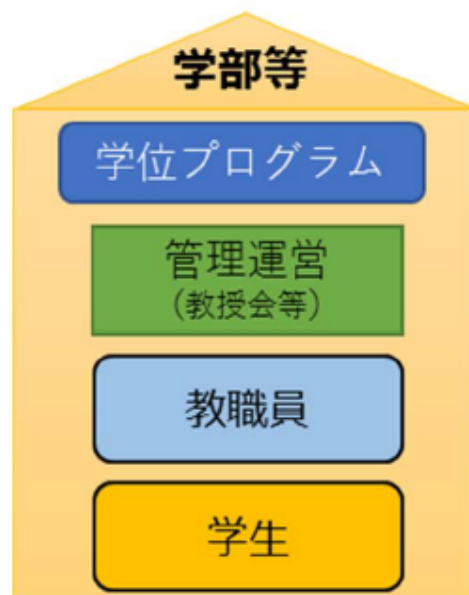 学部等
学位プログラム
管理運営
（教授会等）
教職員
学生